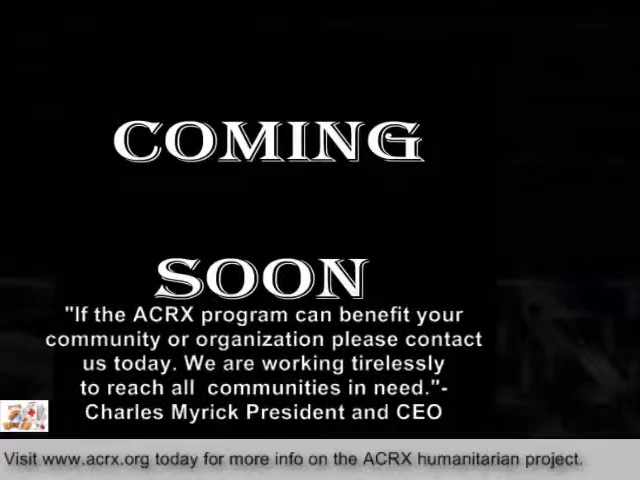 COMING
SOON
"If the ACRX program can benefit your
community or organization please contact
us today. We are working tirelessly
to reach all communities in need."-
Charles Myrick President and CEO
Visit www.acrx.org today for more info on the ACRX humanitarian project.